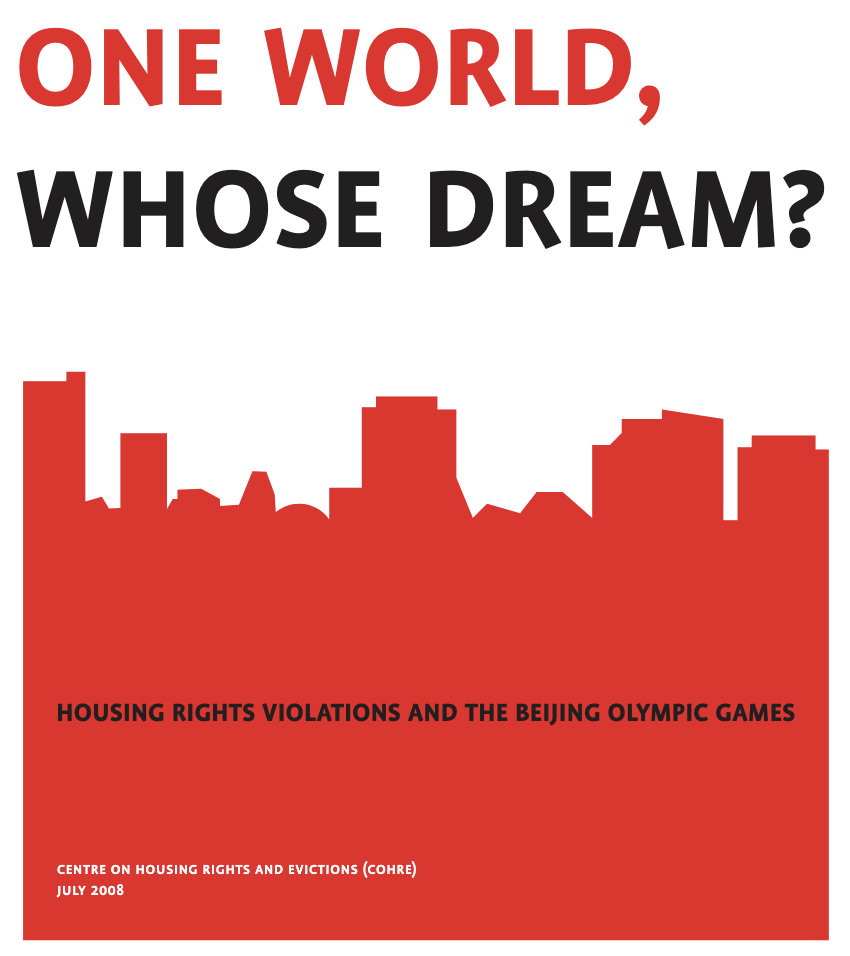 ONE WORLD,
WHOSE DREAM?
HOUSING RIGHTS VIOLATIONS AND THE BEIJING OLYMPIC GAMES
CENTRE ON HOUSING RIGHTS AND EVICTIONS (COHRE)
JULY 2008